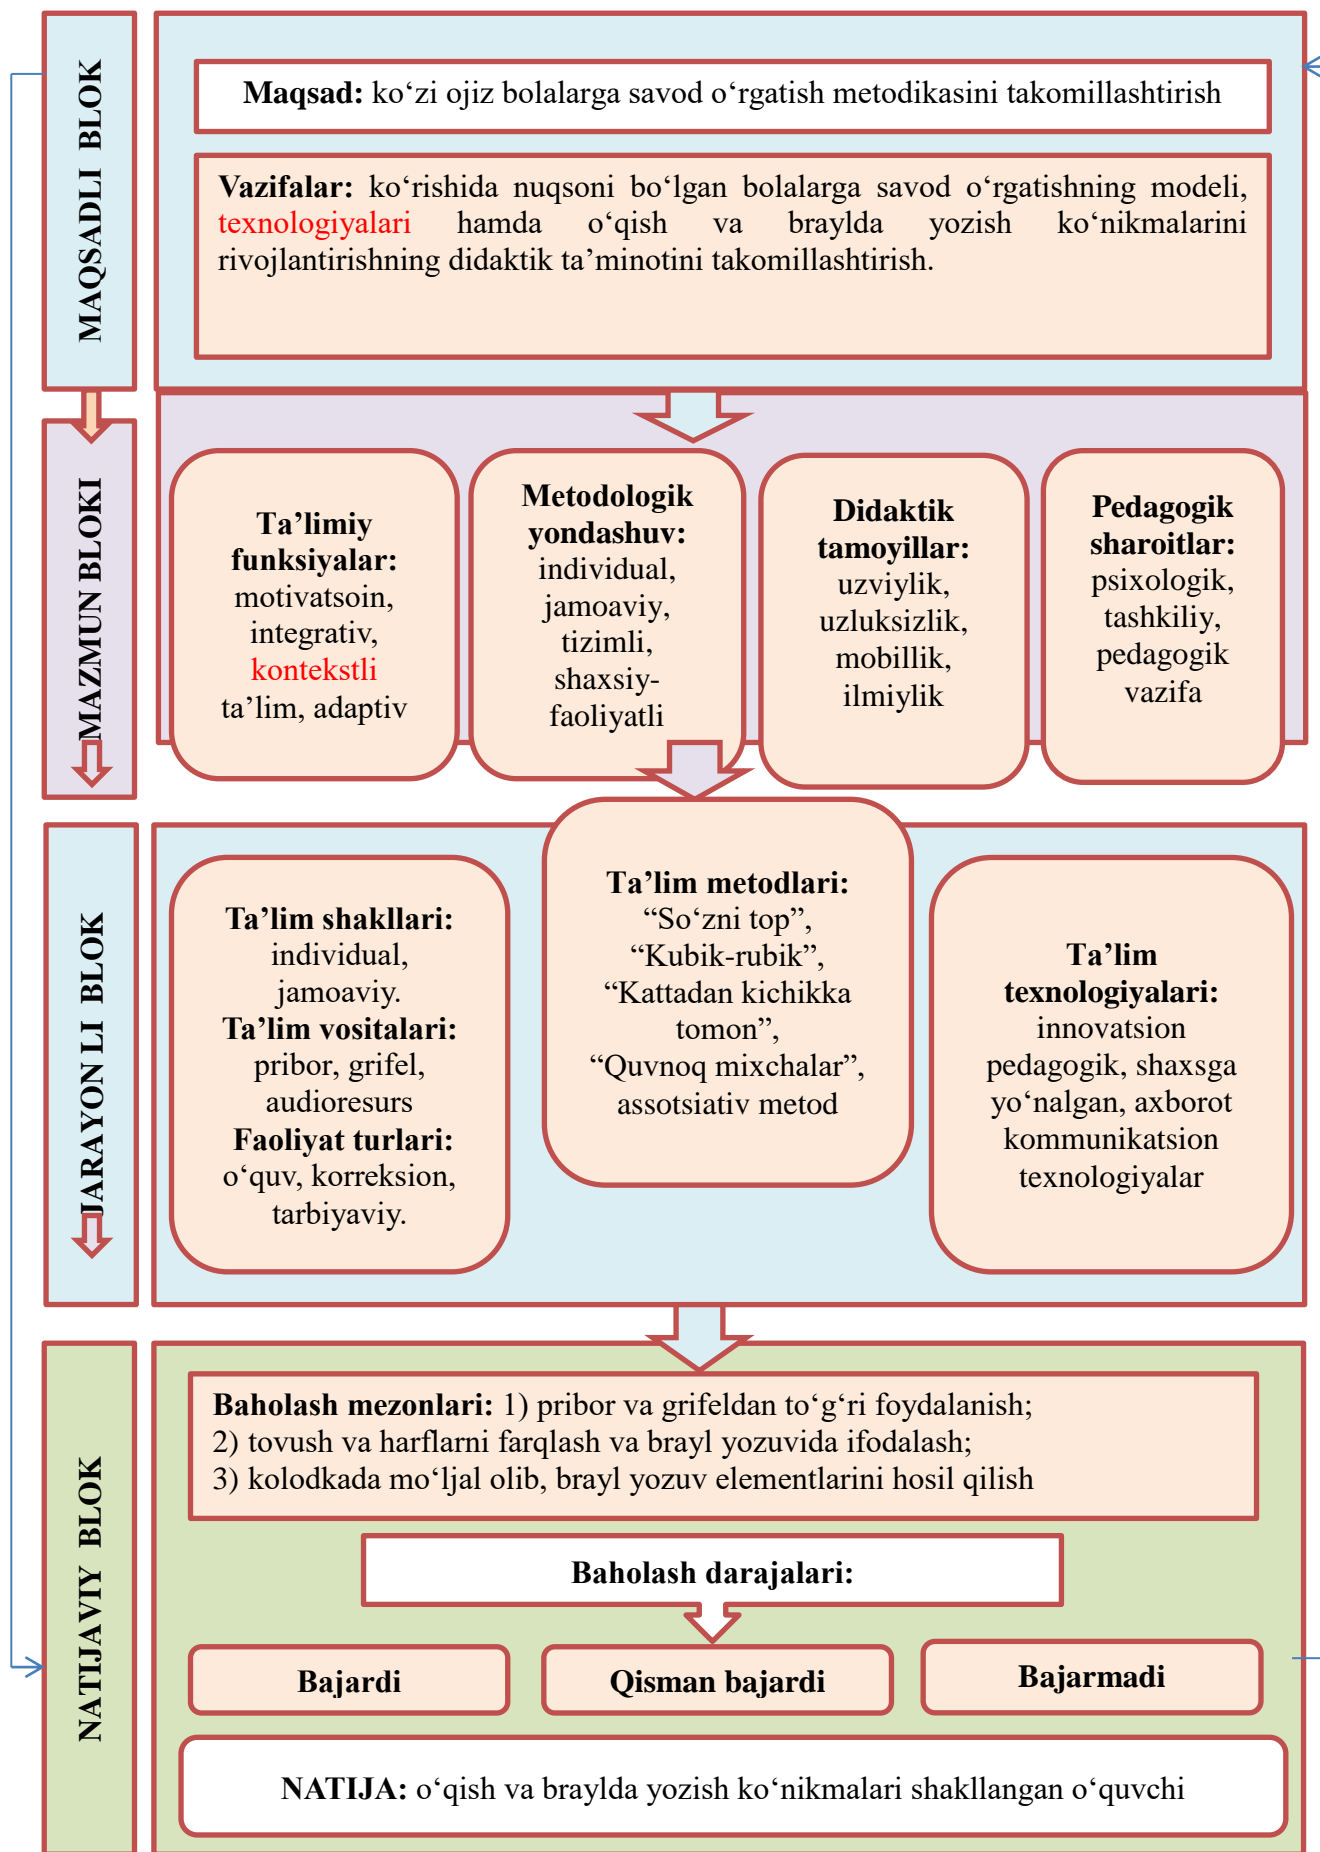 MAQSADLI BLOK
Maqsad: ko‘zi ojiz bolalarga savod o‘rgatish metodikasini takomillashtirish
Vazifalar: ko‘rishida nuqsoni bo‘lgan bolalarga savod o‘rgatishning modeli,
texnologiyalari hamda o‘qish va braylda yozish ko‘nikmalarini
rivojlantirishning didaktik ta’minotini takomillashtirish.
MAZMUN BLOKI
Ta’limiy
funksiyalar:
motivatsoin,
integrativ,
kontekstli
ta’lim, adaptiv
Metodologik
yondashuv:
individual,
jamoaviy,
tizimli,
shaxsiy-
faoliyatli
Didaktik
tamoyillar:
uzviylik,
uzluksizlik,
mobillik,
ilmiylik
Pedagogik
sharoitlar:
psixologik,
tashkiliy,
pedagogik
vazifa
JARAYON LI BLOK
Ta’lim shakllari:
individual,
jamoaviy.
Ta’lim vositalari:
pribor, grifel,
audioresurs
Faoliyat turlari:
o‘quv, korreksion,
tarbiyaviy.
Ta’lim metodlari:
“So‘zni top”,
“Kubik-rubik”,
“Kattadan kichikka
tomon”,
“Quvnoq mixchalar”,
assotsiativ metod
Ta’lim
texnologiyalari:
innovatsion
pedagogik, shaxsga
yo‘nalgan, axborot
kommunikatsion
texnologiyalar
NATIJAVIY BLOK
Baholash mezonlari: 1) pribor va grifeldan to‘g‘ri foydalanish;
2) tovush va harflarni farqlash va brayl yozuvida ifodalash;
3) kolodkada mo‘ljal olib, brayl yozuv elementlarini hosil qilish
Baholash darajalari:
Bajardi
Qisman bajardi
Bajarmadi
NATIJA: o‘qish va braylda yozish ko‘nikmalari shakllangan o‘quvchi